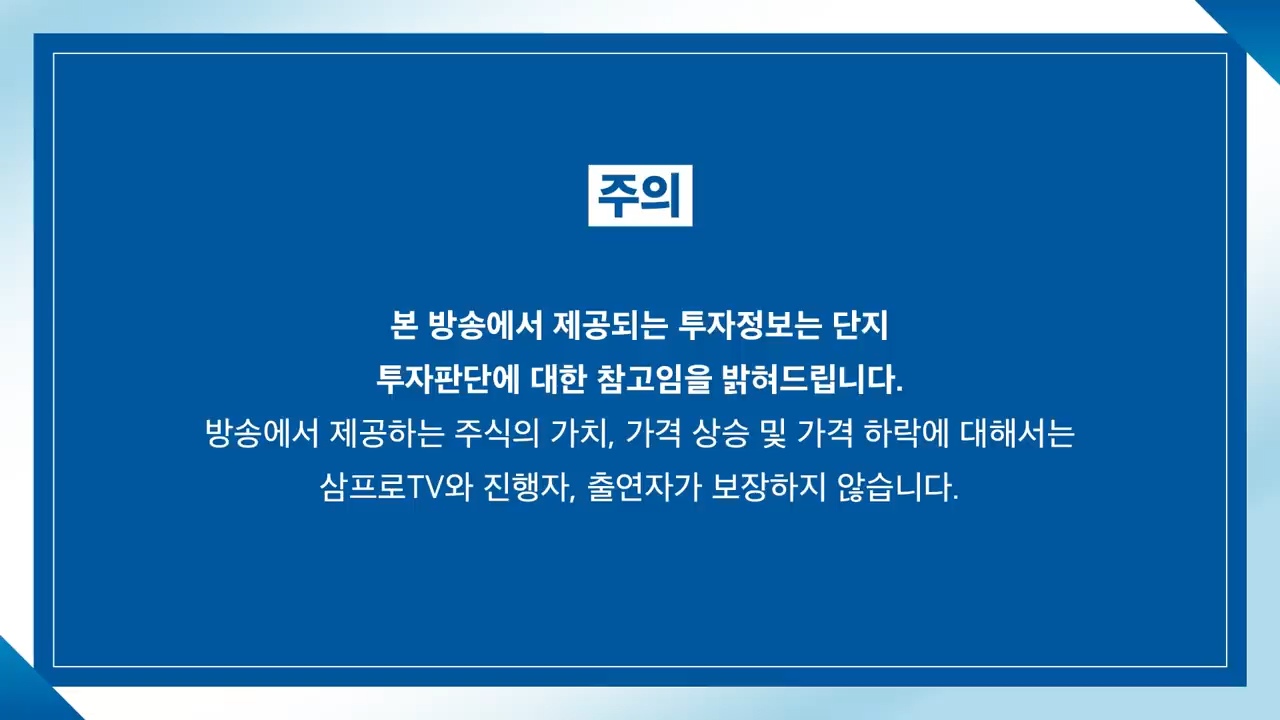 주의
본 방송에서 제공되는 투자정보는 단지
투자판단에 대한 참고임을 밝혀드립니다.
방송에서 제공하는 주식의 가치, 가격 상승 및 가격 하락에 대해서는
삼프로TV와 진행자, 출연자가 보장하지 않습니다.